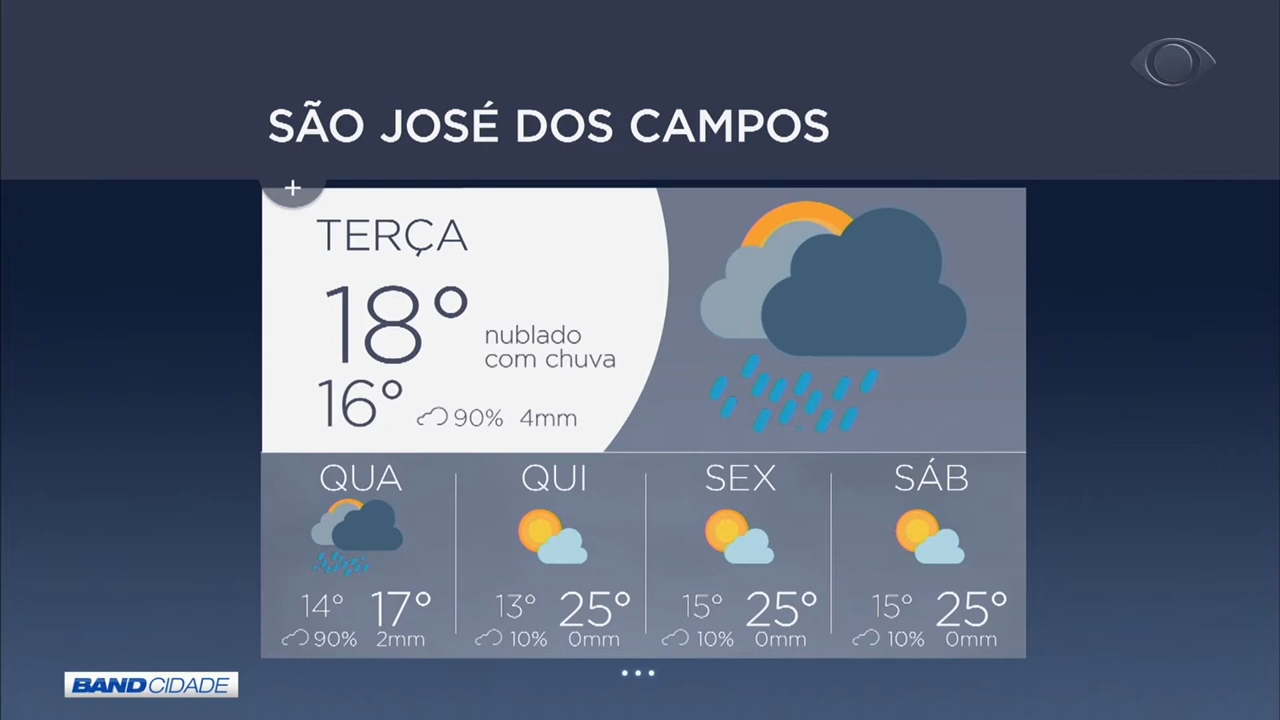 SÃO JOSÉ DOS CAMPOS
+
TERÇA
18°
nublado
com chuva
16°
90% 4mm
QUA QUI SEX SÁB
14° 17° 13° 25° 15° 25° 15° 25°
90% 2mm 10% 0mm 10% 0mm 10% 0mm
BAND CIDADE